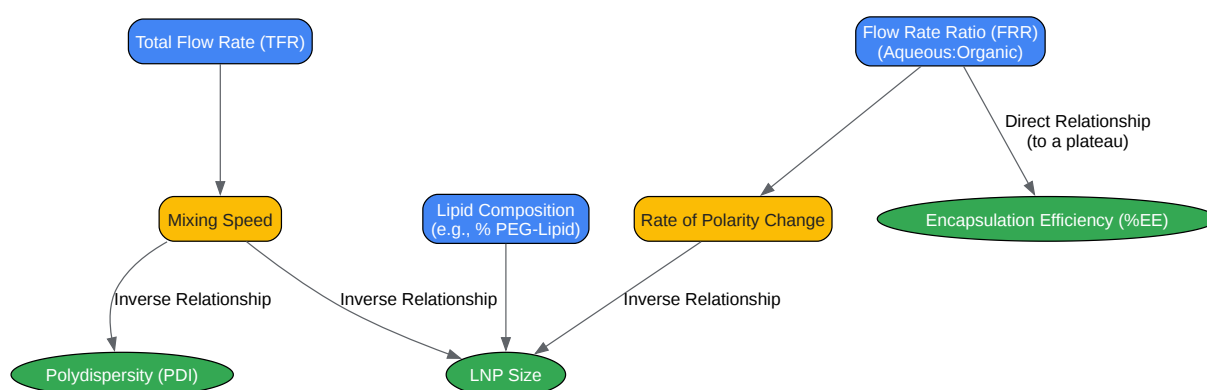 Total Flow Rate (TFR)
Flow Rate Ratio (FRR)
(Aqueous:Organic)
Direct Relationship
(to a plateau)
Mixing Speed
Lipid Composition
(e.g., % PEG-Lipid)
Rate of Polarity Change
Encapsulation Efficiency (%EE)
Inverse Relationship
Inverse Relationship
Inverse Relationship
Polydispersity (PDI)
LNP Size